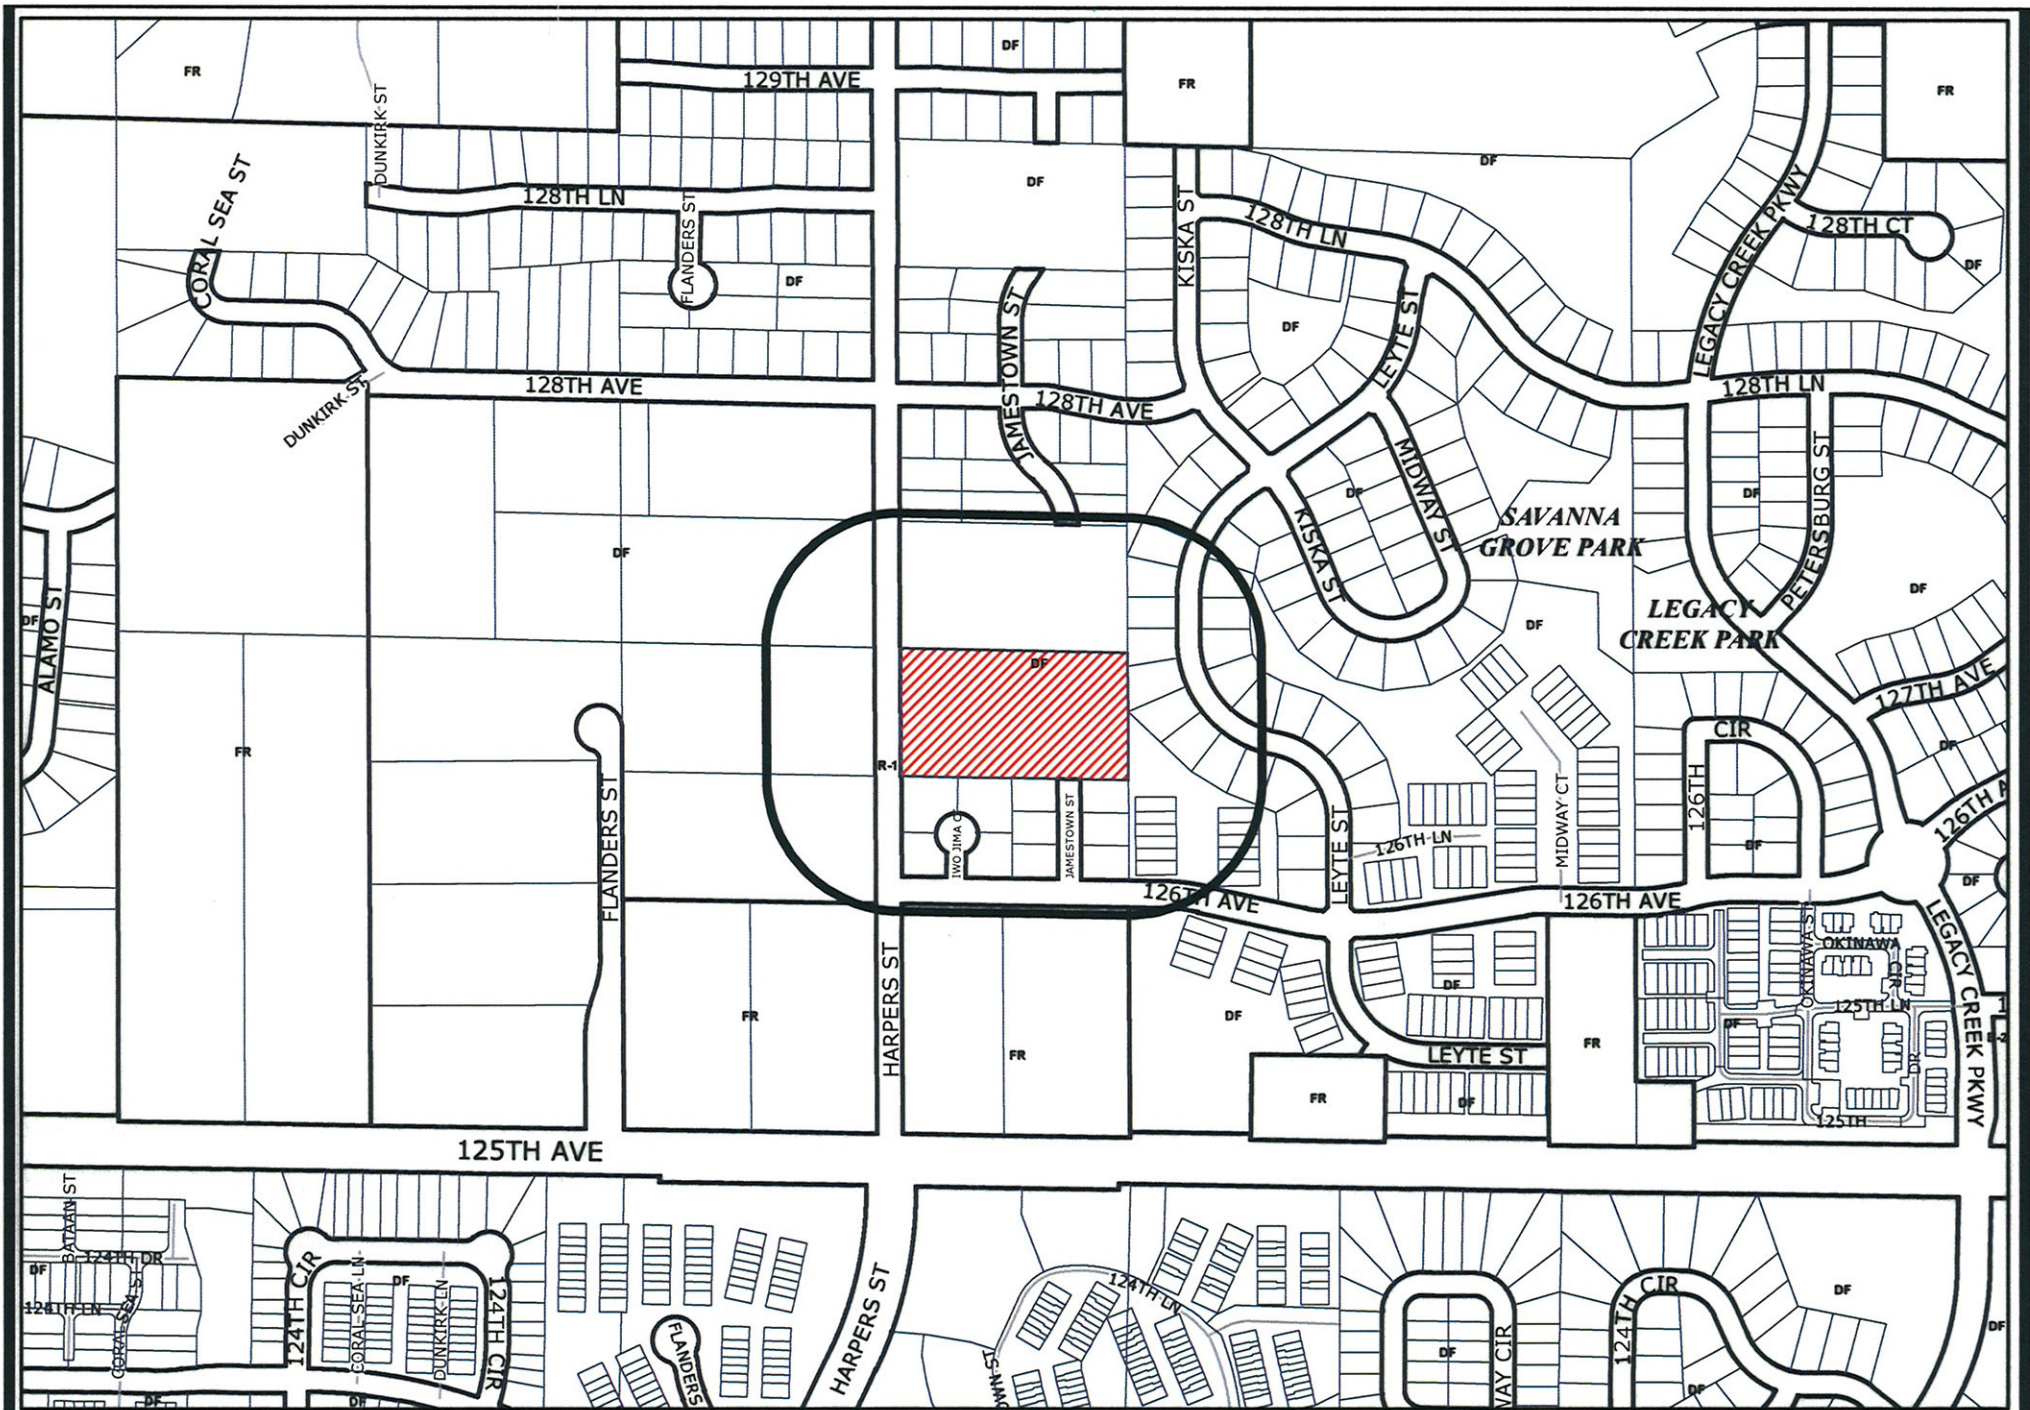 DF
FR
129TH AVE
FR
FR
DUNKIRK ST
DF
DF
CORAL SEA ST
128TH LN
FLANDERS ST
KISKA ST
128TH LN
LEGACY CREEK PKWY
128TH CT
DF
DF
JAMESTOWN ST
DF
LEYTE ST
128TH AVE
128TH AVE
128TH LN
DUNKIRK ST
MIDWAY ST
PETERSBURG ST
DF
DF
SAVANNA
GROVE PARK
KISKA ST
DF
DF
ALAMO ST
DF
LEGACY
CREEK PARK
DF
DF
127TH AVE
CIR
FR
R-1
DF
126TH
126TH
FLANDERS ST
IWO JIMA C
JAMESTOWN ST
LEYTE ST
126TH LN
MIDWAY CT
DF
DF
126TH AVE
126TH AVE
LEGACY CREEK PKWY
OKINAWA ST
OKINAWA
CIR
HARPERS ST
DF
FR
DF
125TH LN
DF
DR
FR
FR
LEYTE ST
FR
DF
125TH
125TH AVE
BATAAN ST
124TH DR
DF
124TH LN
CORAL SEA S
124TH CIR
CORAL SEA LN
DF
DUNKIRK LN
124TH CIR
FLANDERS
HARPERS ST
124TH LN
DF
WAY CIR
124TH CIR
DF
DF
DF
DF
DF